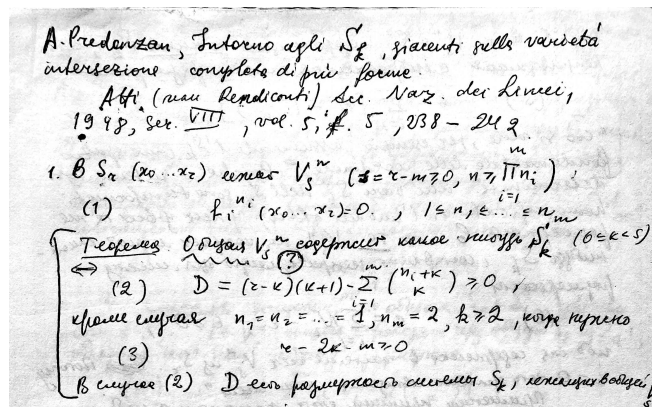 A. Predonzan, Intorno agli S_k, giacenti sulla varietá
intersezione completa di più forme
Atti (рим Rendiconti) Acc. Naz. dei Lincei,
1948, ser. VIII, vol. 5, f. 5, 238 – 242.
1. В S_r (x_0 ... x_r) лежит V_s^n (s = r-m ≥ 0, n = ∏_{i=1}^{m} n_i) :
(1) f_i^{n_i} (x_0 ... x_r) = 0. , 1 ≤ n_1 ≤ ... ≤ n_m
Теорема. Общая V_s^n содержит какое нибудь S_k (0 ≤ k ≤ s)
⟷ (?)
(2) D = (r-k)(k+1) - ∑_{i=1}^{m} \binom{n_i+k}{k} ≥ 0,
кроме случая n_1 = n_2 = ... = 1, n_m = 2, k ≥ 2, когда нужно
(3) r - 2k - m ≥ 0
В случае (2) D есть размерность системы S_k, лежащих в общей V_s